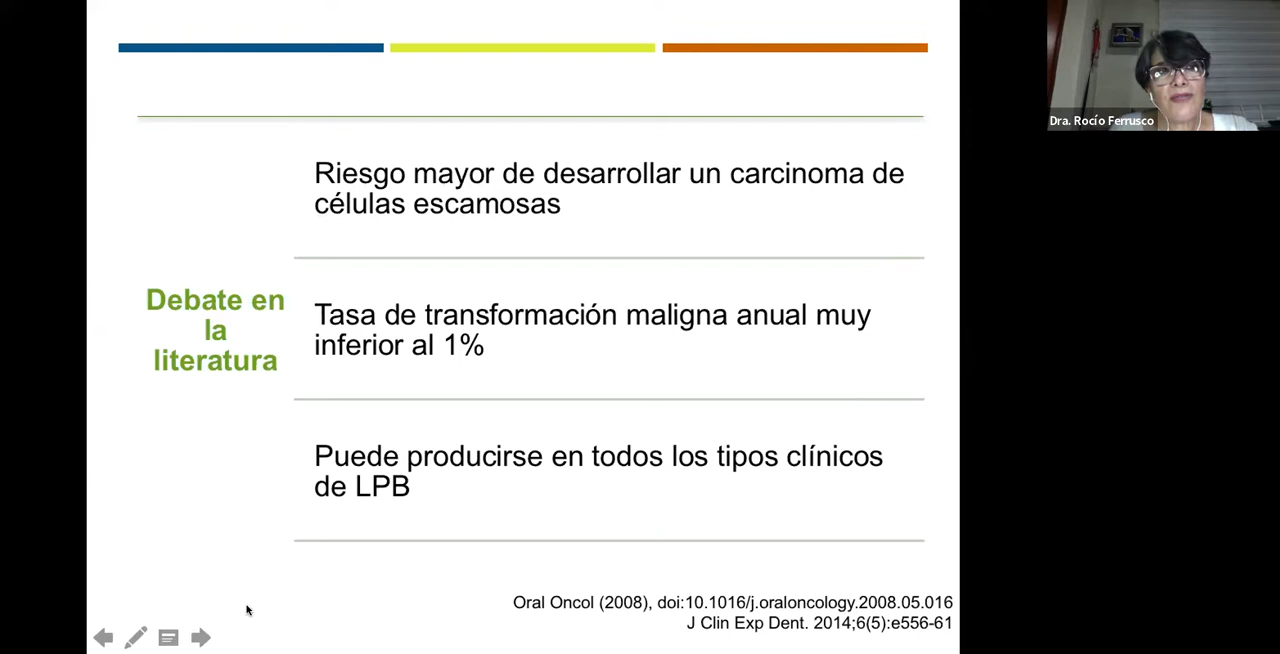 Dra. Rocío Ferrusco
Riesgo mayor de desarrollar un carcinoma de
células escamosas
Debate en
la
literatura
Tasa de transformación maligna anual muy
inferior al 1%
Puede producirse en todos los tipos clínicos
de LPB
Oral Oncol (2008), doi:10.1016/j.oraloncology.2008.05.016
J Clin Exp Dent. 2014;6(5):e556-61